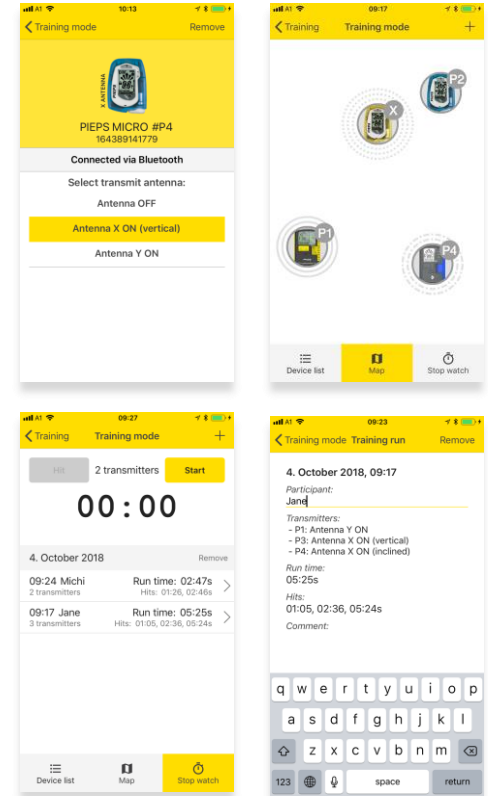 A1 10:13
Training mode Remove
X ANTENNA
PIEPS MICRO #P4
164389141779
Connected via Bluetooth
Select transmit antenna:
Antenna OFF
Antenna X ON (vertical)
Antenna Y ON
A1 09:17
Training Training mode +
P2
X
P1
P4
Device list Map Stop watch
A1 09:27
Training Training mode +
Hit 2 transmitters Start
00:00
4. October 2018 Remove
09:24 Michi Run time: 02:47s
2 transmitters Hits: 01:26, 02:46s
09:17 Jane Run time: 05:25s
3 transmitters Hits: 01:05, 02:36, 05:24s
Device list Map Stop watch
A1 09:23
Training mode Training run Remove
4. October 2018, 09:17
Participant:
Jane
Transmitters:
- P1: Antenna Y ON
- P3: Antenna X ON (vertical)
- P4: Antenna X ON (inclined)
Run time:
05:25s
Hits:
01:05, 02:36, 05:24s
Comment:
q w e r t y u i o p
a s d f g h j k l
z x c v b n m
123 space return